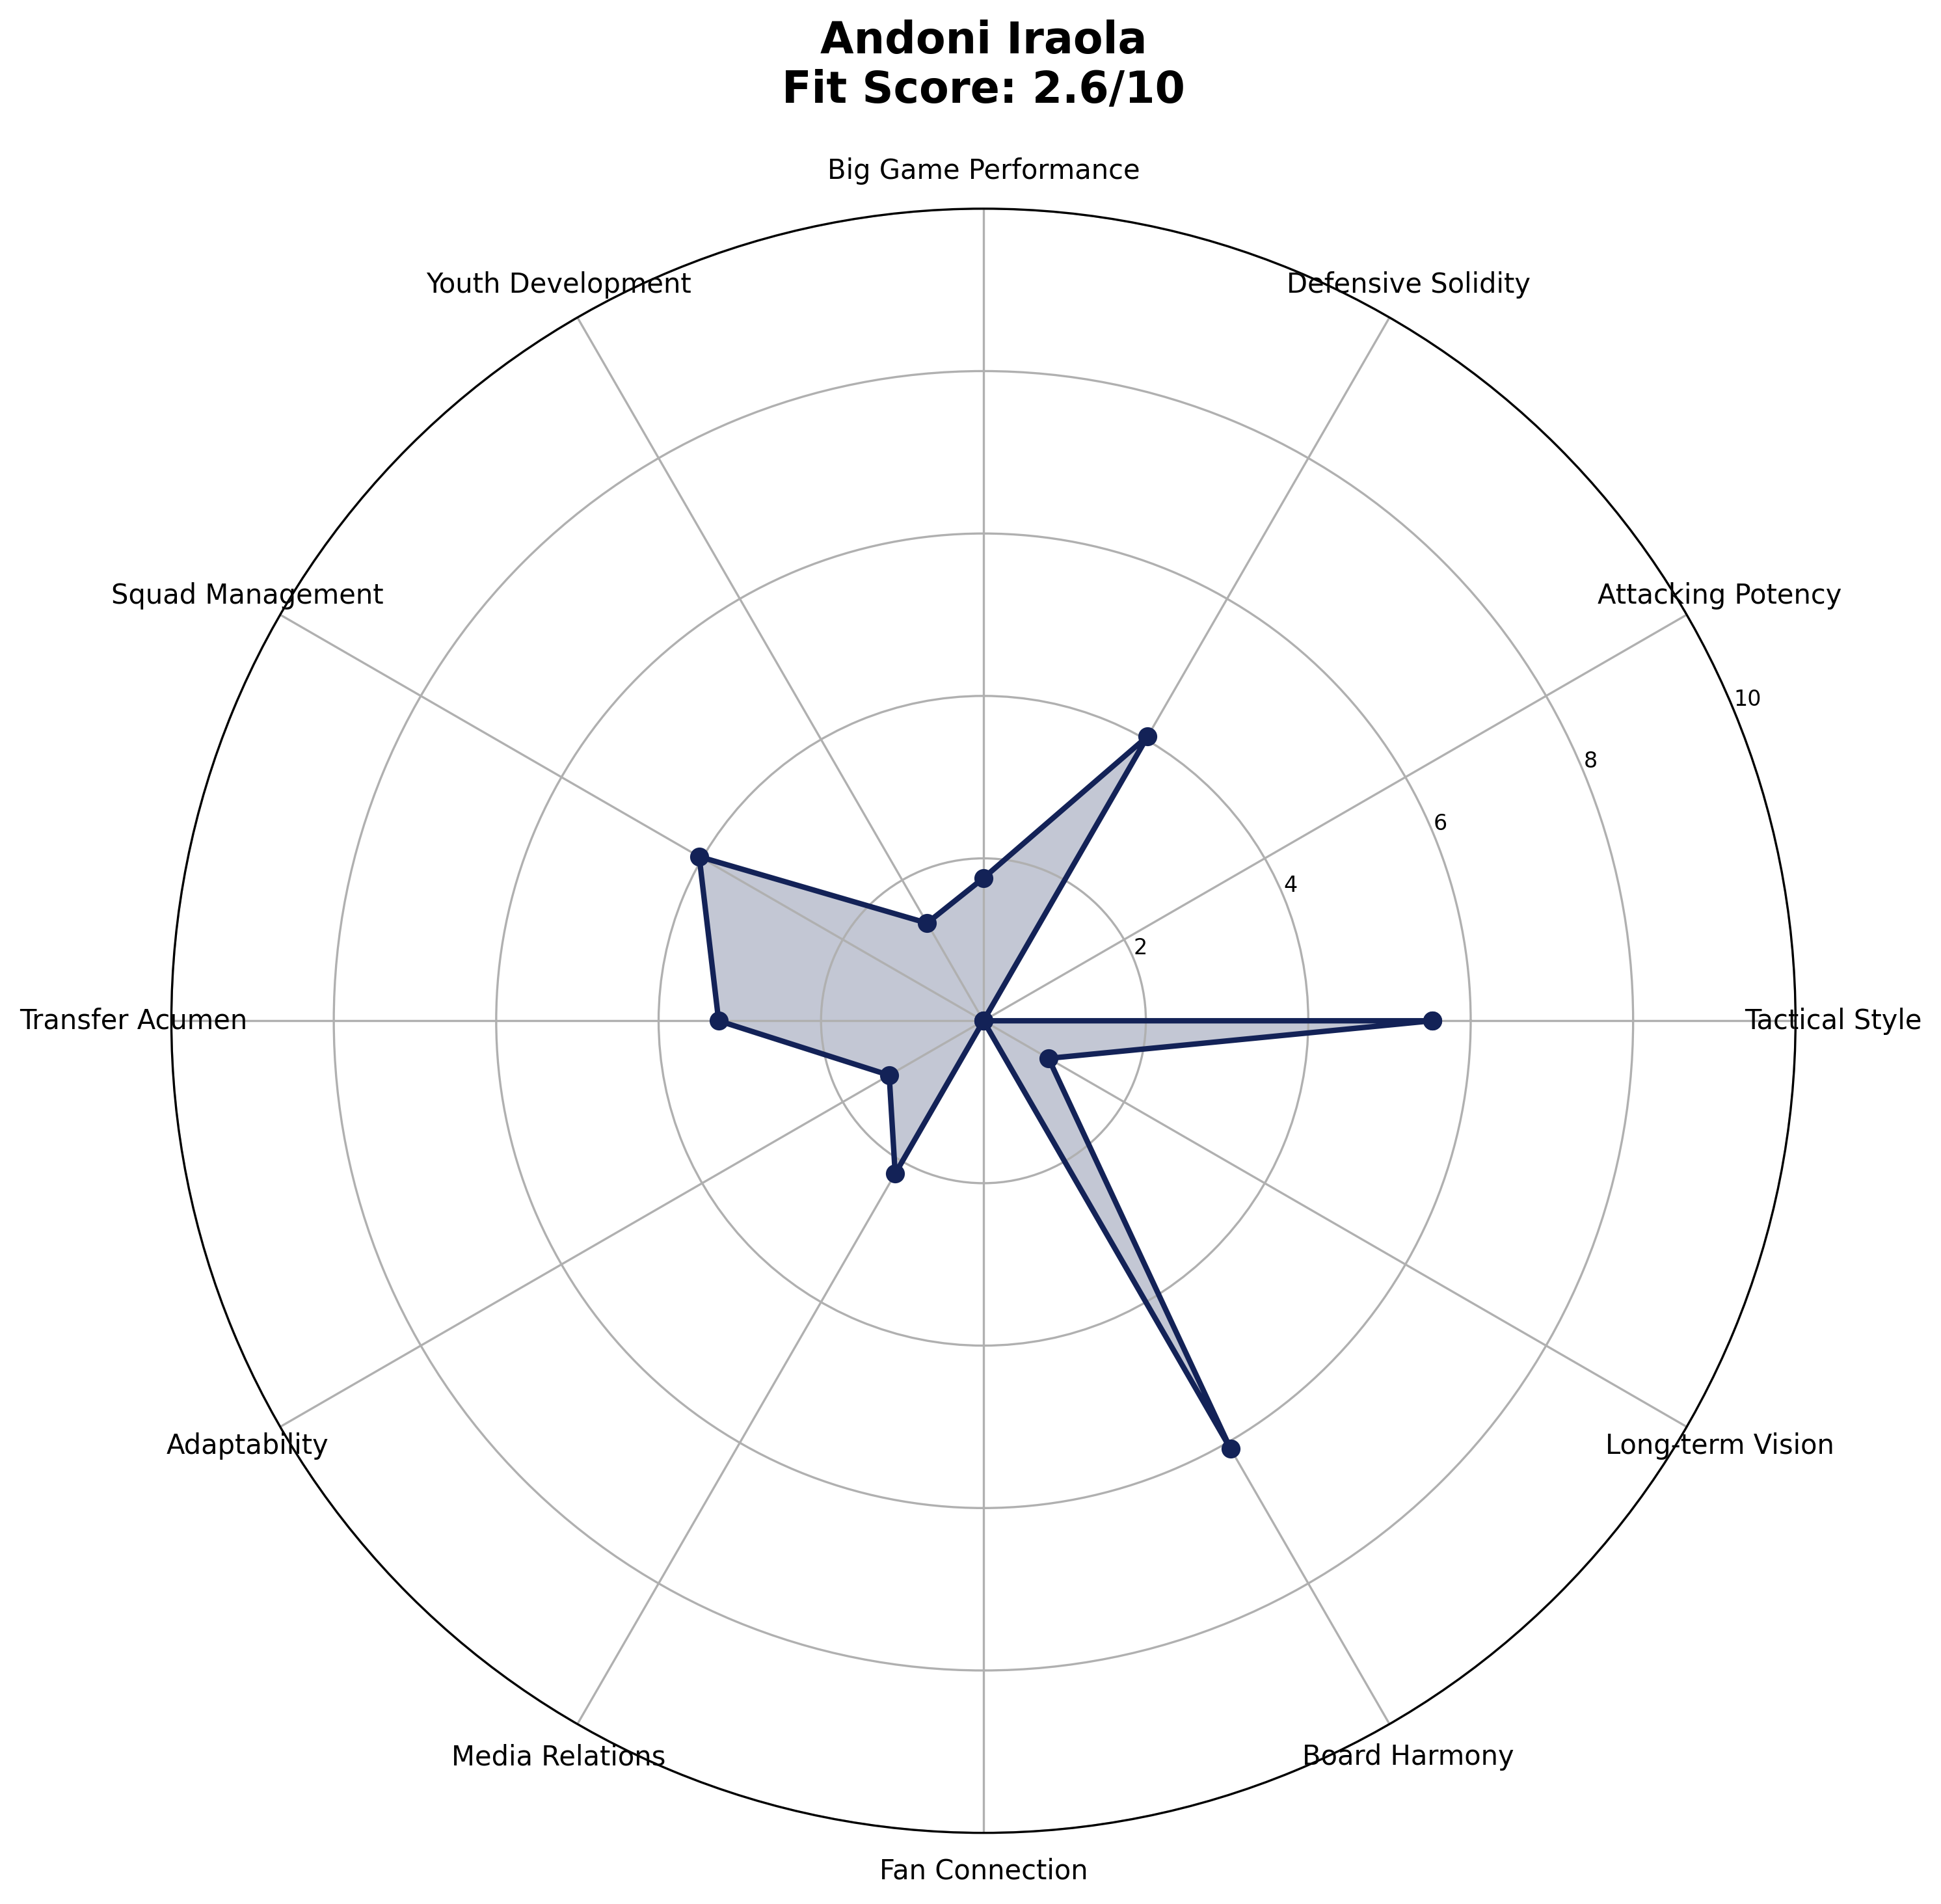 Andoni Iraola
Fit Score: 2.6/10
Big Game Performance
Youth Development
Defensive Solidity
Squad Management
Attacking Potency
10
8
6
4
2
Transfer Acumen
Tactical Style
Adaptability
Long-term Vision
Media Relations
Board Harmony
Fan Connection